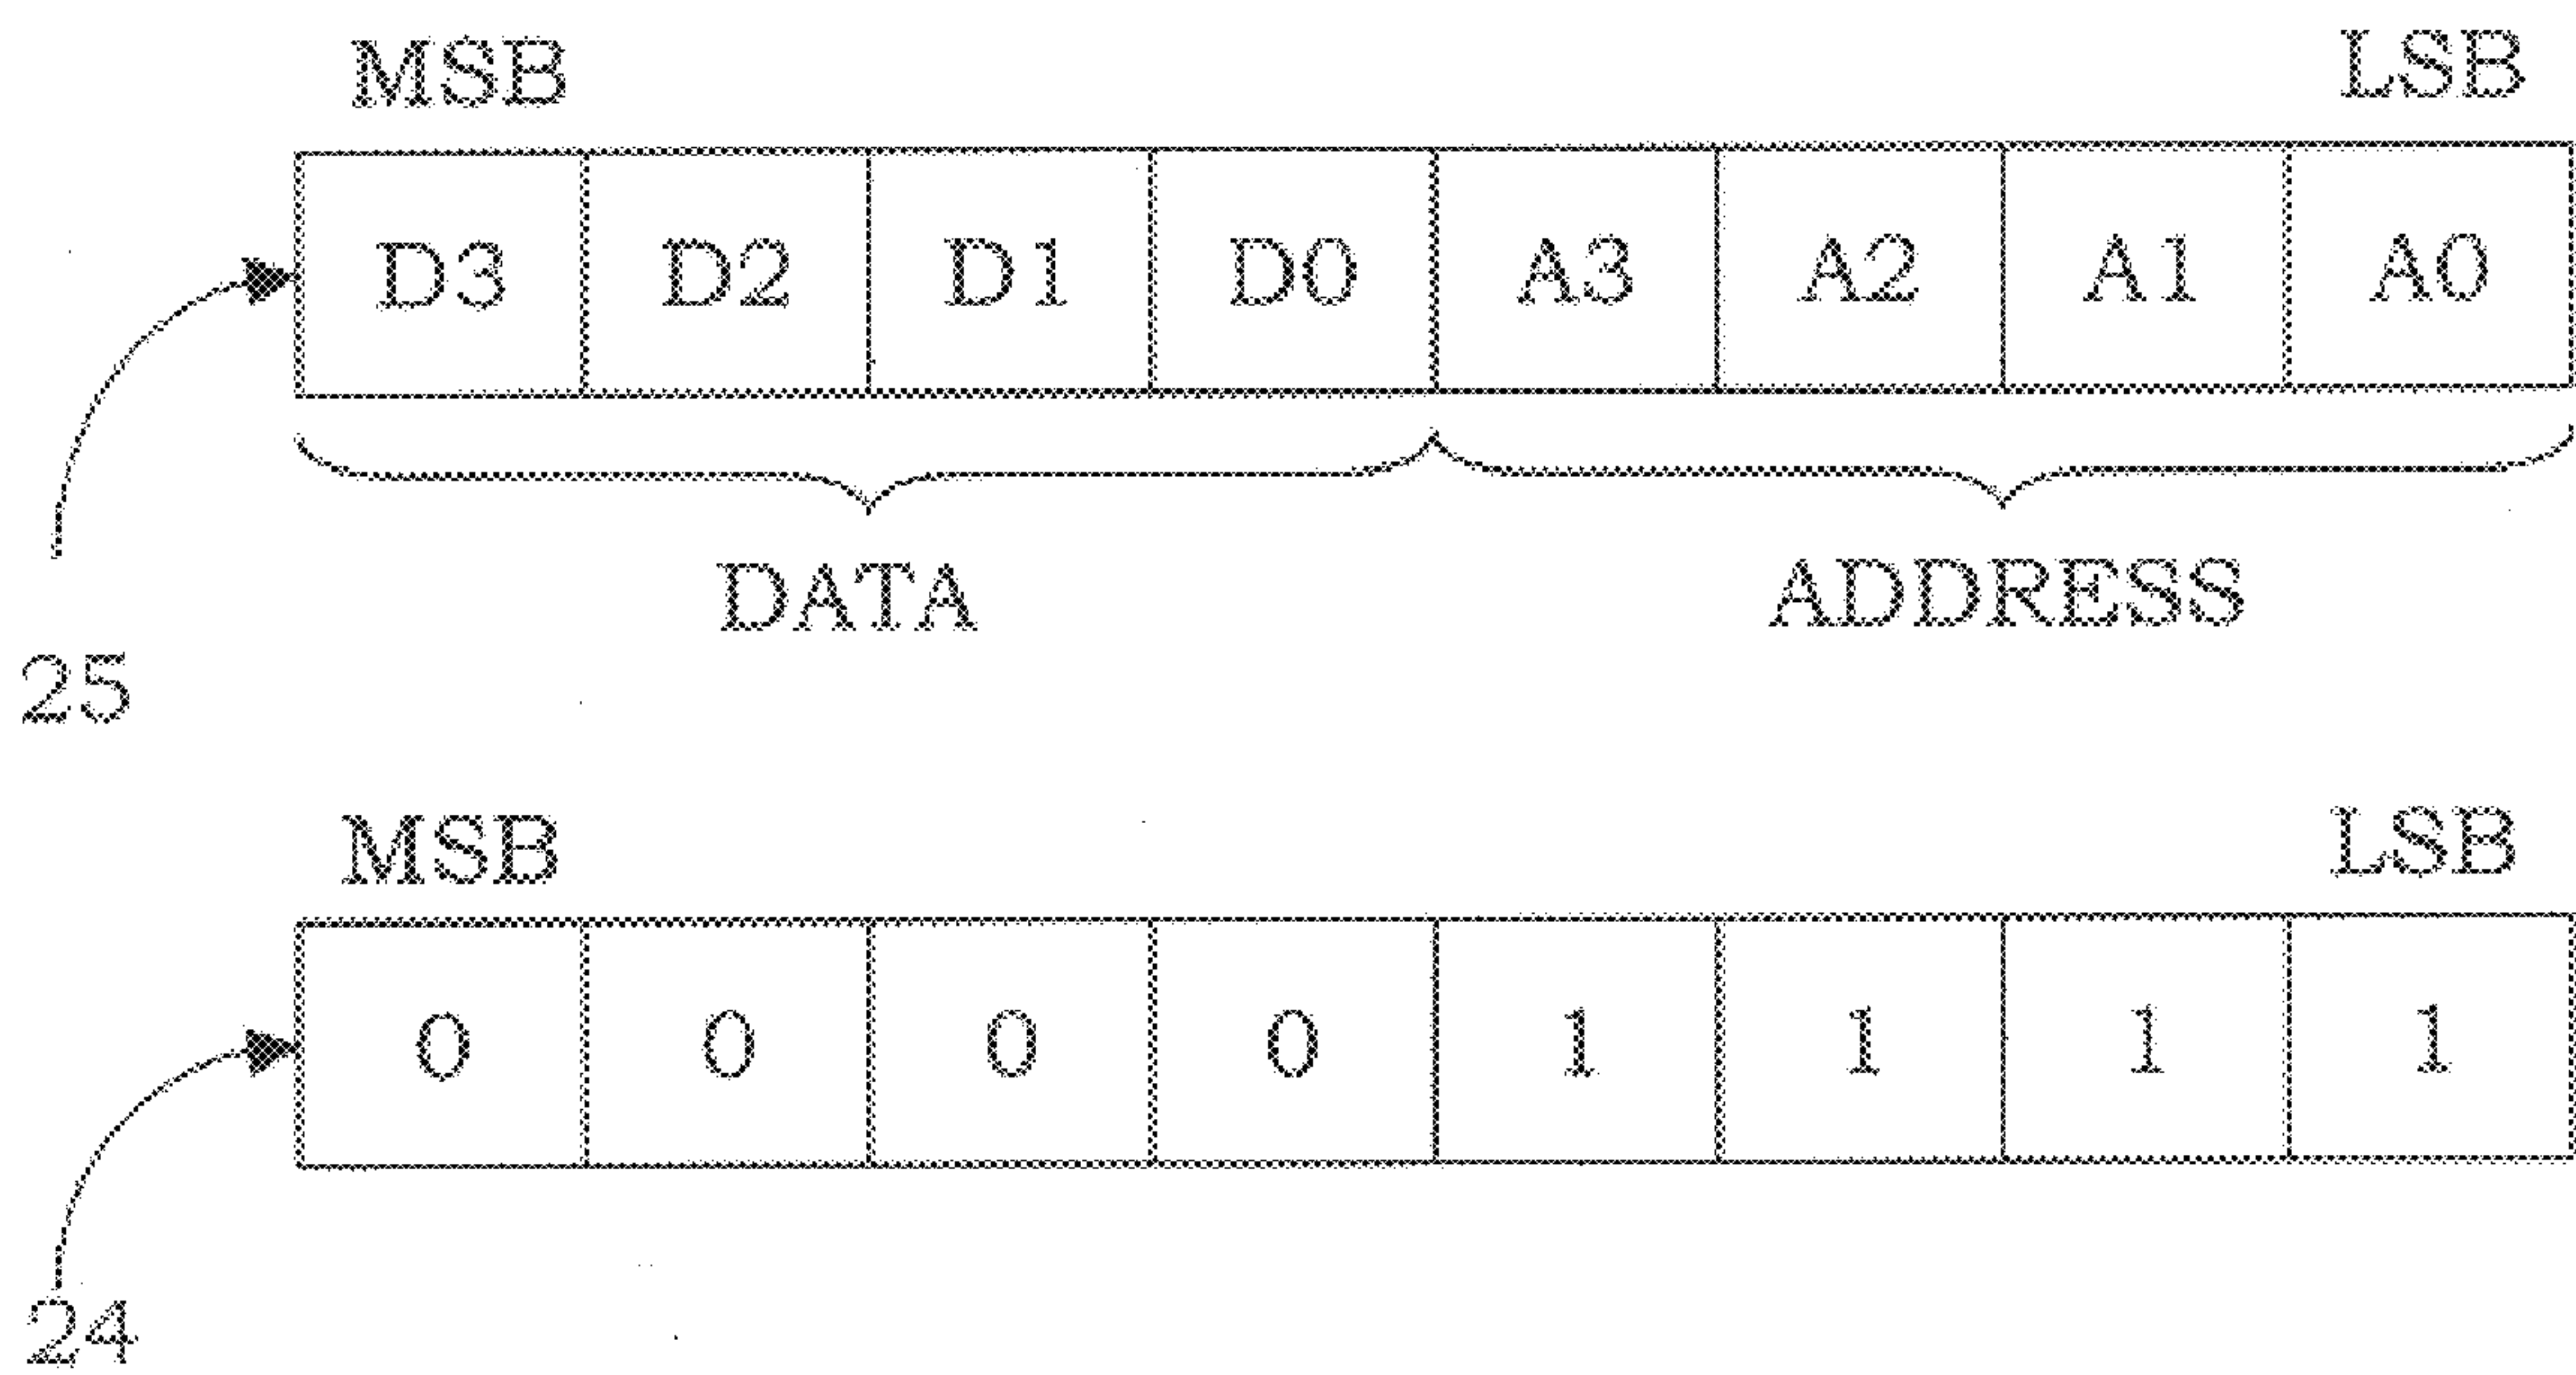 MSB LSB
D3 D2 D1 D0 A3 A2 A1 A0
DATA ADDRESS
25
MSB LSB
0 0 0 0 1 1 1 1
24